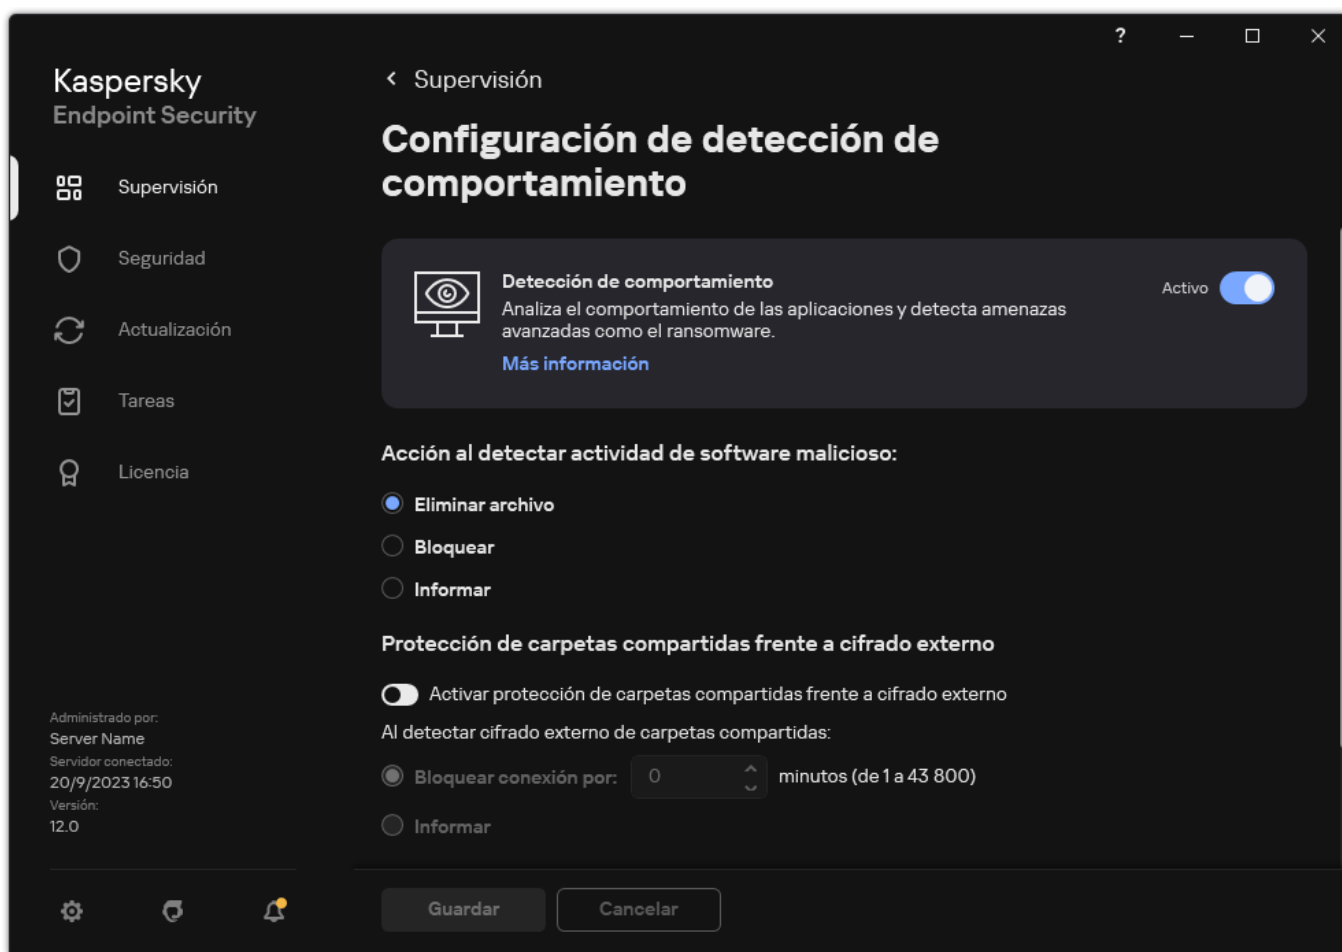 ?
Kaspersky
Endpoint Security
Supervisión
Seguridad
Actualización
Tareas
Licencia
Administrado por:
Server Name
Servidor conectado:
20/9/2023 16:50
Versión:
12.0
Supervisión
Configuración de detección de
comportamiento
Detección de comportamiento
Activo
Analiza el comportamiento de las aplicaciones y detecta amenazas
avanzadas como el ransomware.
Más información
Acción al detectar actividad de software malicioso:
Eliminar archivo
Bloquear
Informar
Protección de carpetas compartidas frente a cifrado externo
Activar protección de carpetas compartidas frente a cifrado externo
Al detectar cifrado externo de carpetas compartidas:
Bloquear conexión por: 0 minutos (de 1 a 43 800)
Informar
Guardar Cancelar